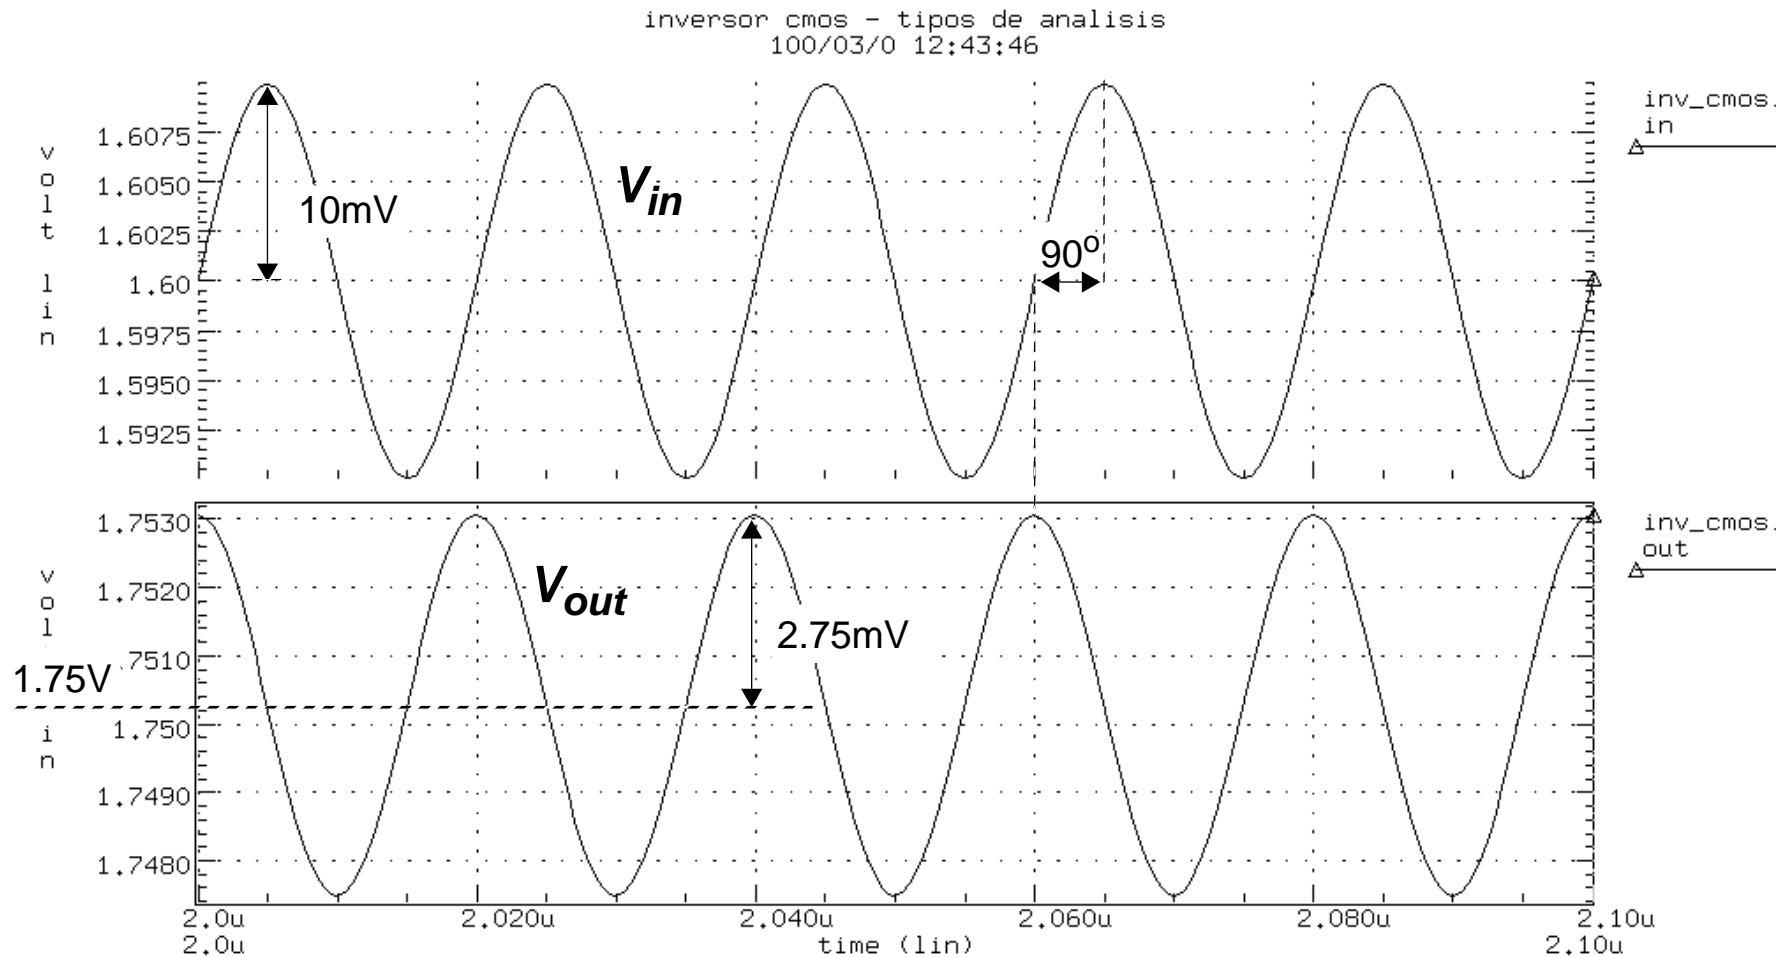 inversor cmos - tipos de analisis
100/03/0 12:43:46
inv_cmos.
in
volt lin
1.6075
1.6050
1.6025
1.60
1.5975
1.5950
1.5925
10mV
Vin
90o
inv_cmos.
out
vol in
1.7530
1.7520
1.7510
1.750
1.7490
1.7480
Vout
2.75mV
1.75V
2.0u 2.020u 2.040u 2.060u 2.080u 2.10u
2.0u time (lin) 2.10u